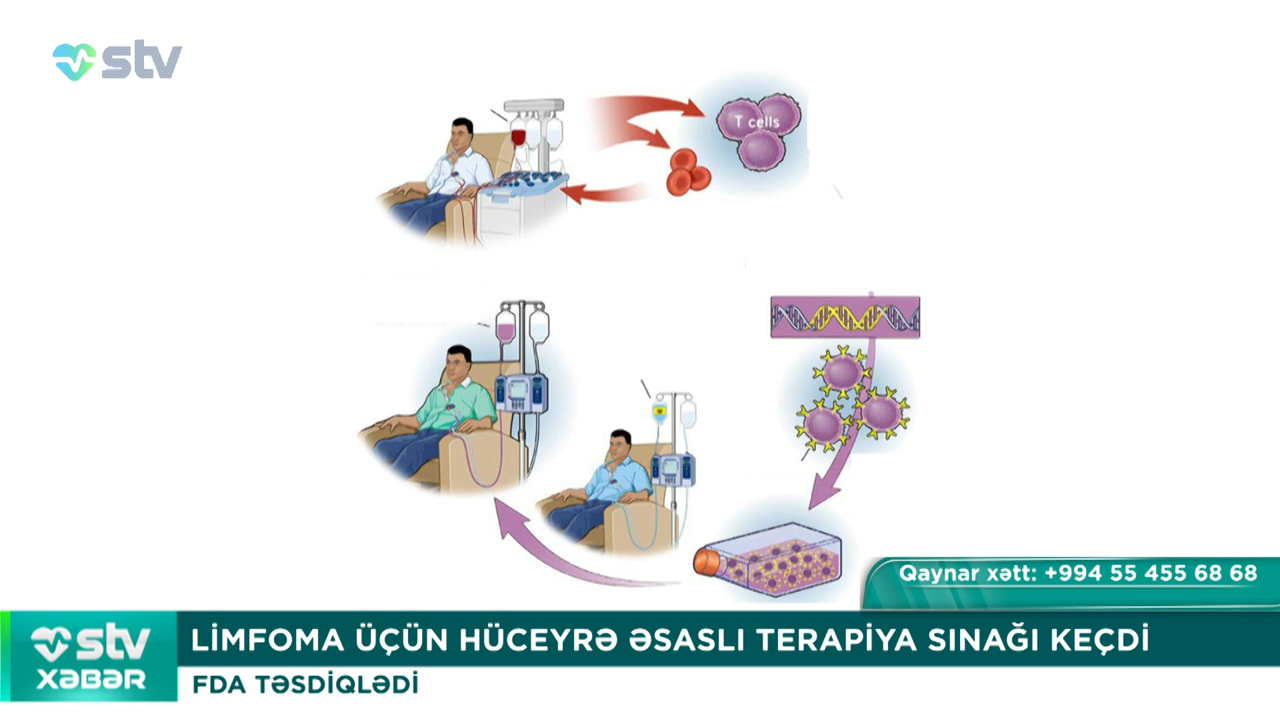 stv
T cells
Qaynar xətt: +994 55 455 68 68
stv
XƏBƏR
LİMFOMA ÜÇÜN HÜCEYRƏ ƏSASLI TERAPİYA SINAĞI KEÇDİ
FDA TƏSDİQLƏDİ